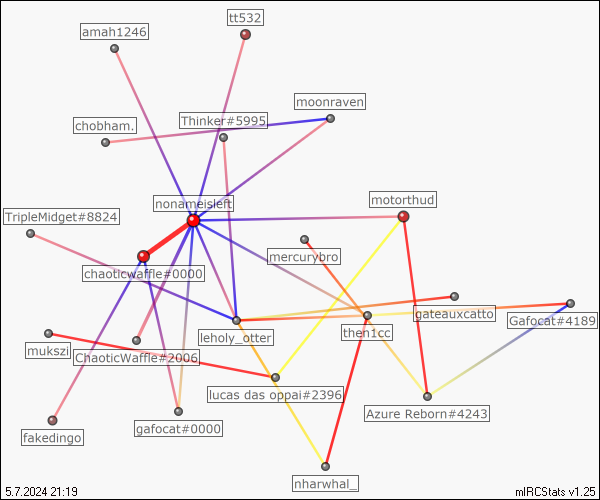 tt532
amah1246
moonraven
Thinker#5995
chobham.
motorthud
nonameisleft
TripleMidget#8824
mercurybro
chaoticwaffle#0000
gateauxcatto
Gafocat#4189
then1cc
leholy_otter
mukszi
ChaoticWaffle#2006
lucas das oppai#2396
Azure Reborn#4243
gafocat#0000
fakedingo
nharwhal_
5.7.2024 21:19
mIRCStats v1.25